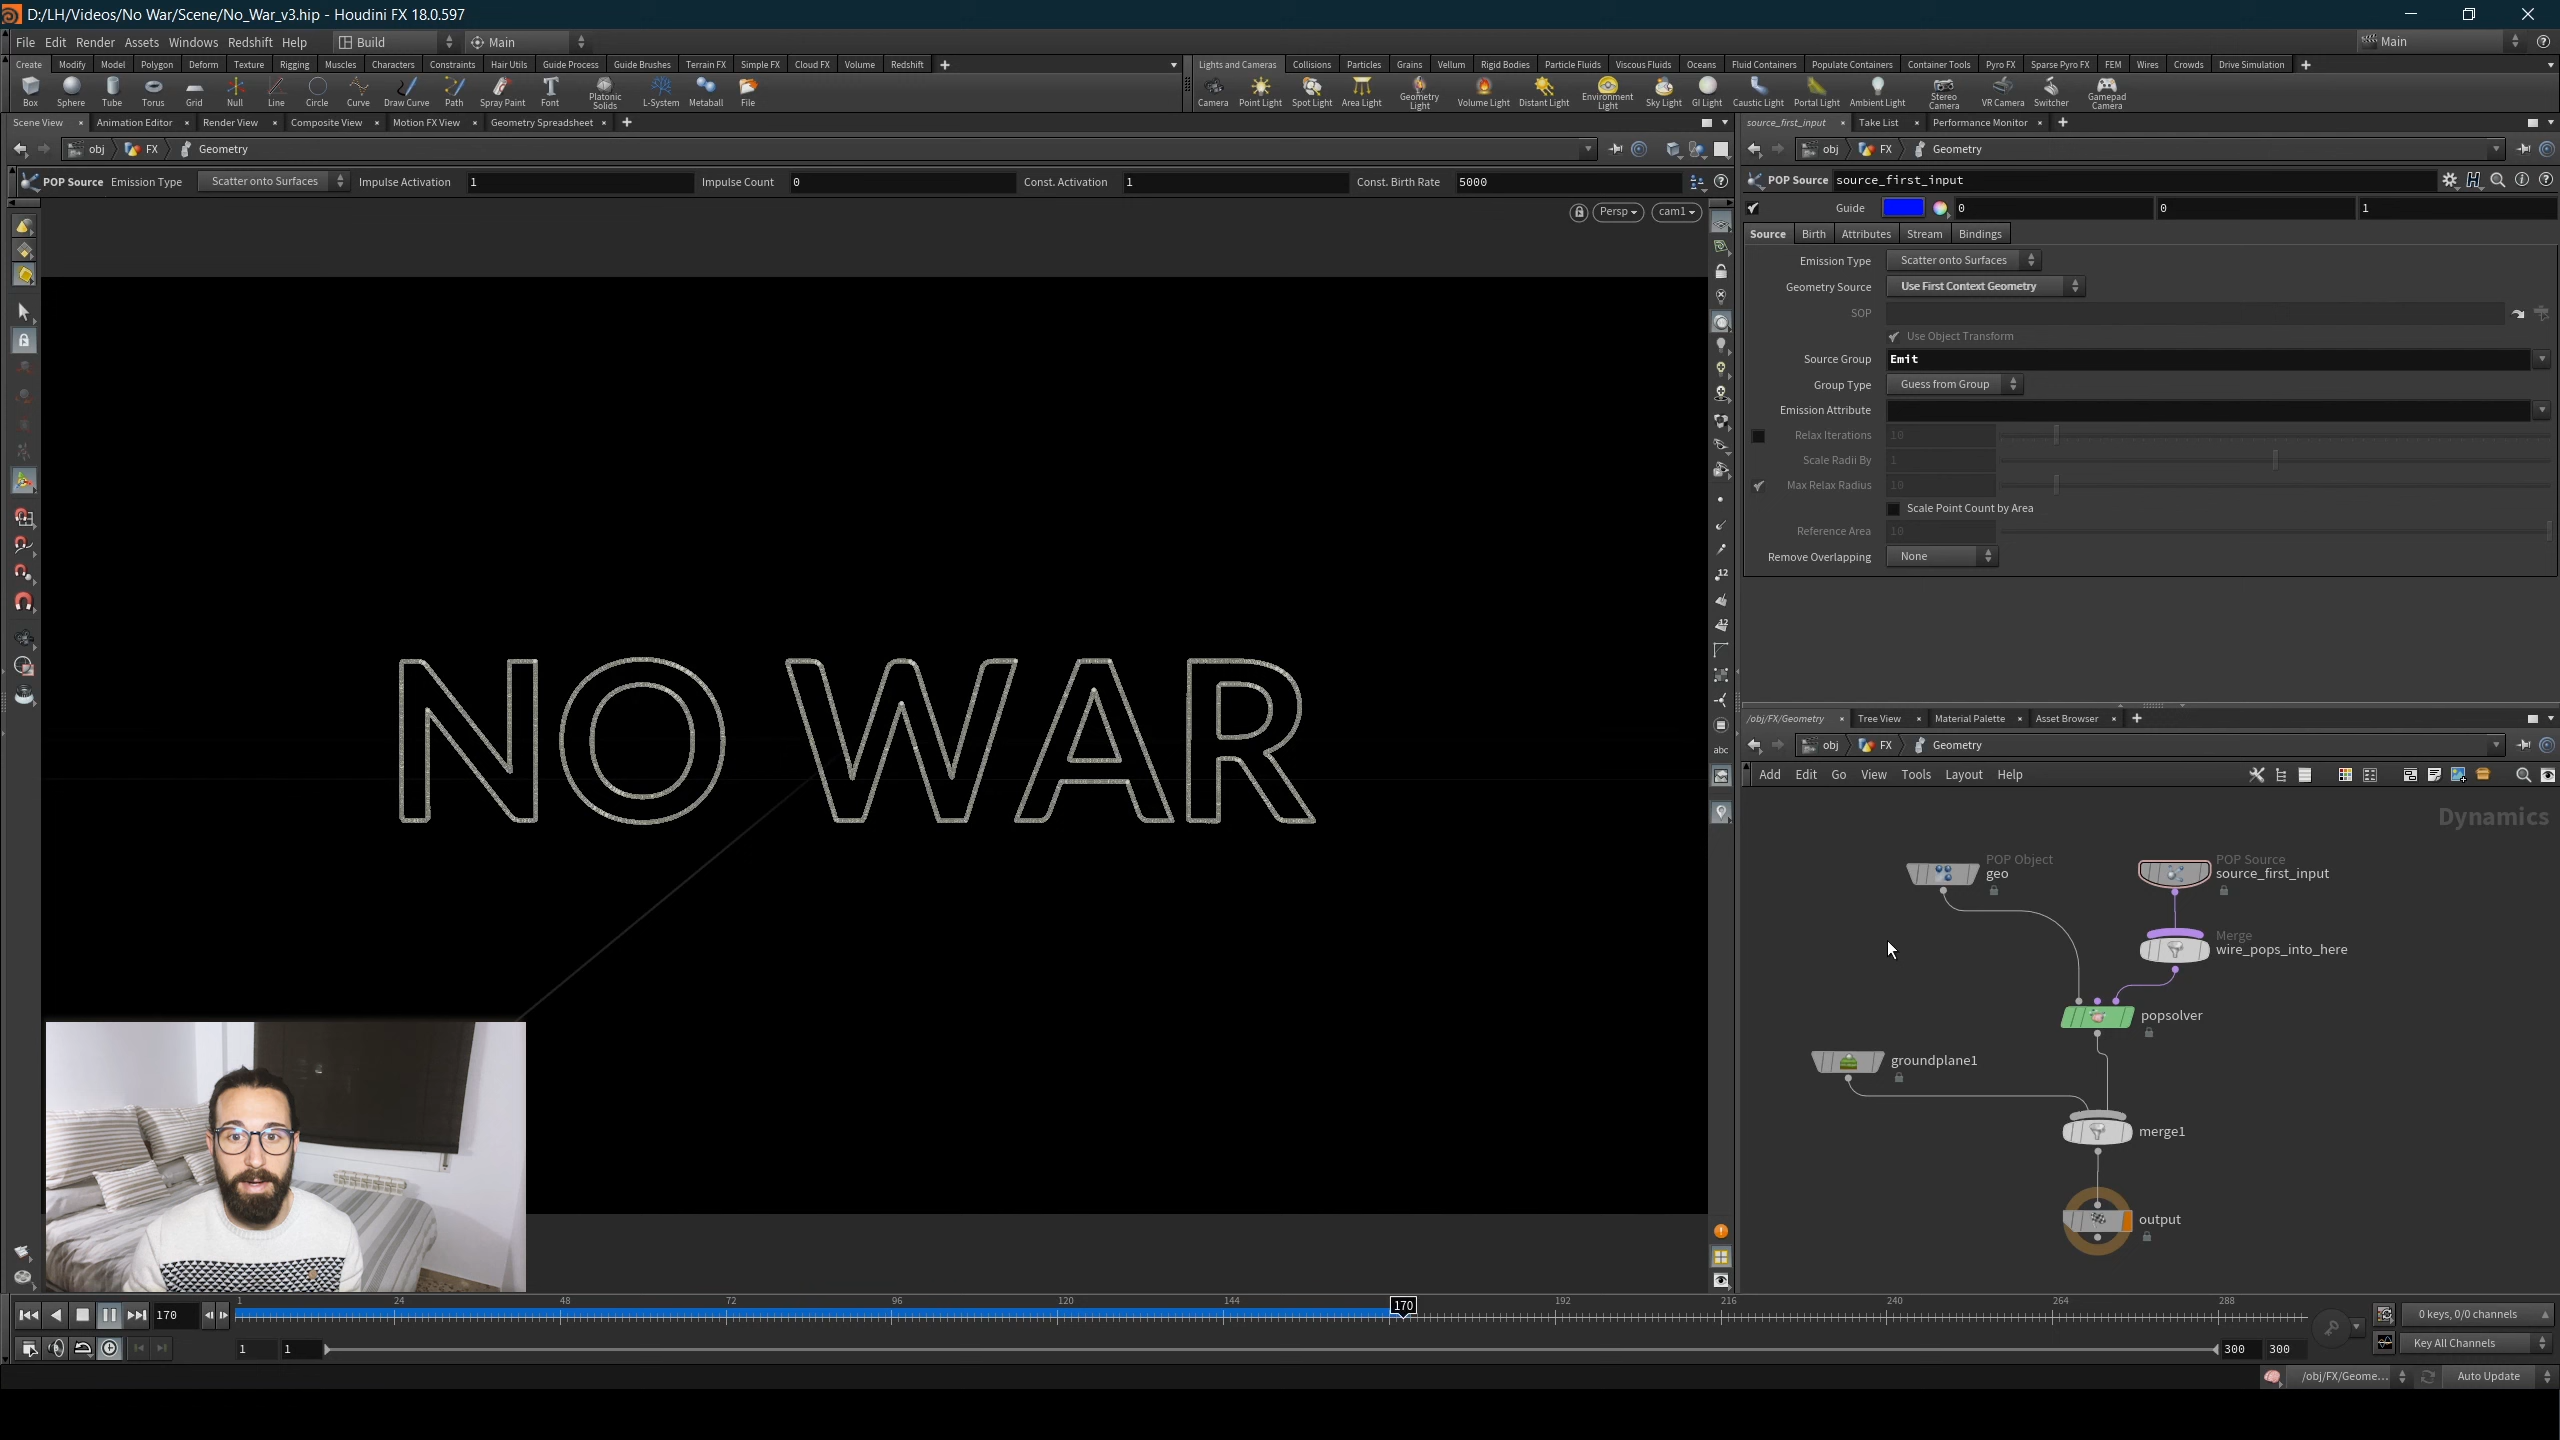 D:/LH/Videos/No War/Scene/No_War_v3.hip - Houdini FX 18.0.597
File Edit Render Assets Windows Redshift Help Build Main Main
Create Modify Model Polygon Deform Texture Rigging Muscles Characters Constraints Hair Utils Guide Process Guide Brushes Terrain FX Simple FX Cloud FX Volume Redshift
Lights and Cameras Collisions Particles Grains Vellum Rigid Bodies Particle Fluids Viscous Fluids Oceans Fluid Containers Populate Containers Container Tools Pyro FX Sparse Pyro FX FEM Wires Crowds Drive Simulation
Box Sphere Tube Torus Grid Null Line Circle Curve Draw Curve Path Spray Paint Font Platonic Solids L-System Metaball File
Camera Point Light Spot Light Area Light Geometry Light Volume Light Distant Light Environment Light Sky Light GI Light Caustic Light Portal Light Ambient Light Stereo Camera VR Camera Switcher Gamepad Camera
Scene View Animation Editor Render View Composite View Motion FX View Geometry Spreadsheet
source_first_input Take List Performance Monitor
obj FX Geometry
obj FX Geometry
POP Source Emission Type Scatter onto Surfaces Impulse Activation 1 Impulse Count 0 Const. Activation 1 Const. Birth Rate 5000
POP Source source_first_input
Persp cam1
Guide 0 0 1
Source Birth Attributes Stream Bindings
Emission Type Scatter onto Surfaces
Geometry Source Use First Context Geometry
SOP
Use Object Transform
Source Group Emit
Group Type Guess from Group
Emission Attribute
Relax Iterations 10
Scale Radii By 1
Max Relax Radius 10
Scale Point Count by Area
Reference Area 10
Remove Overlapping None
NO WAR
12
12
abc
/obj/FX/Geometry Tree View Material Palette Asset Browser
obj FX Geometry
Add Edit Go View Tools Layout Help
Dynamics
POP Object
geo
POP Source
source_first_input
Merge
wire_pops_into_here
popsolver
groundplane1
merge1
output
170 1 24 48 72 96 120 144 170 192 216 240 264 288
0 keys, 0/0 channels
1 1 300 300
Key All Channels
/obj/FX/Geome... Auto Update